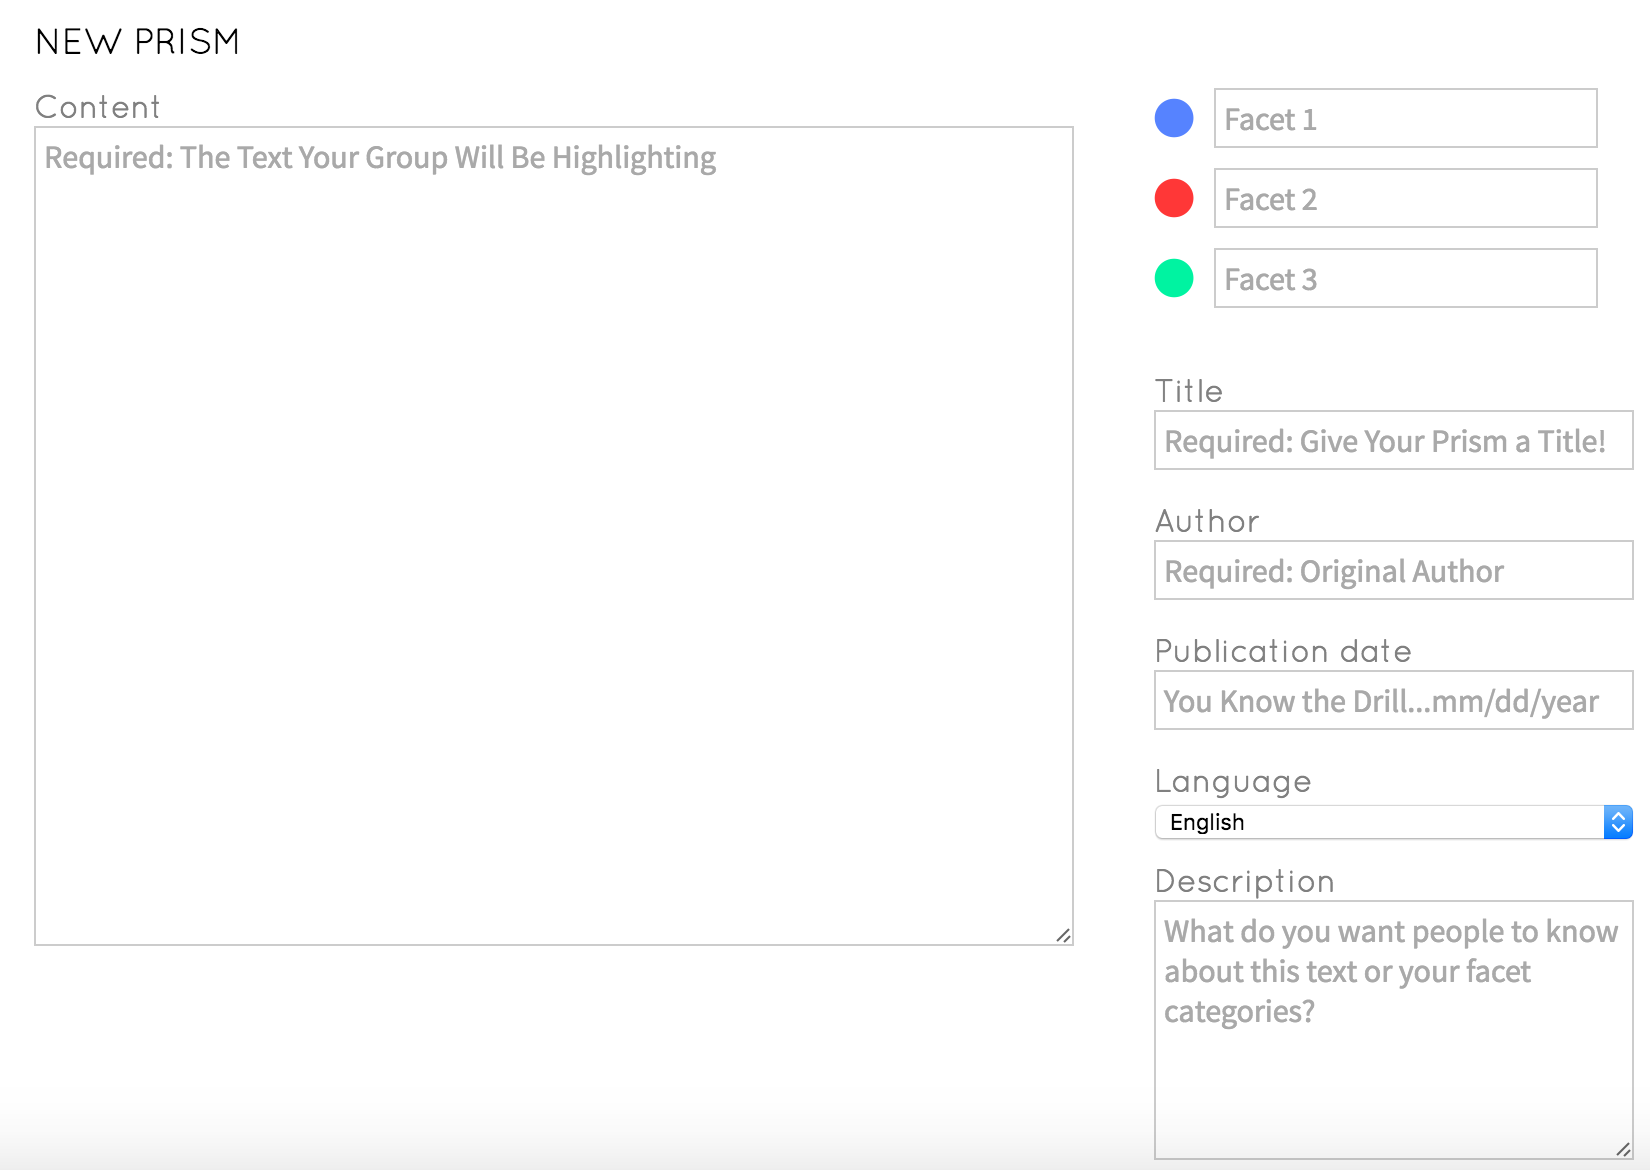 NEW PRISM
Content
Required: The Text Your Group Will Be Highlighting
Facet 1
Facet 2
Facet 3
Title
Required: Give Your Prism a Title!
Author
Required: Original Author
Publication date
You Know the Drill...mm/dd/year
Language
English
Description
What do you want people to know
about this text or your facet
categories?